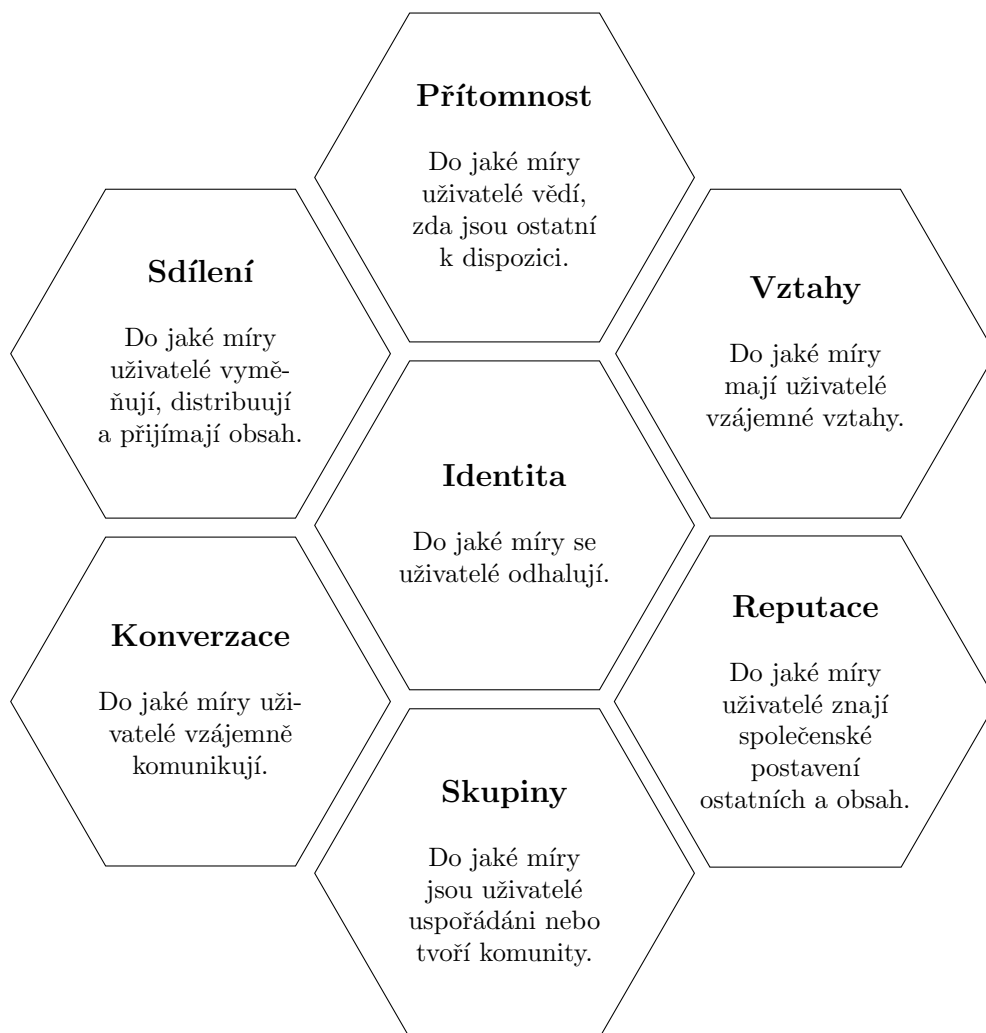 Přítomnost
Do jaké míry
uživatelé vědí,
zda jsou ostatní
k dispozici.
Sdílení
Do jaké míry
uživatelé vymě-
ňují, distribuují
a přijímají obsah.
Vztahy
Do jaké míry
mají uživatelé
vzájemné vztahy.
Identita
Do jaké míry se
uživatelé odhalují.
Konverzace
Do jaké míry uži-
vatelé vzájemně
komunikují.
Reputace
Do jaké míry
uživatelé znají
společenské
postavení
ostatních a obsah.
Skupiny
Do jaké míry
jsou uživatelé
uspořádáni nebo
tvoří komunity.